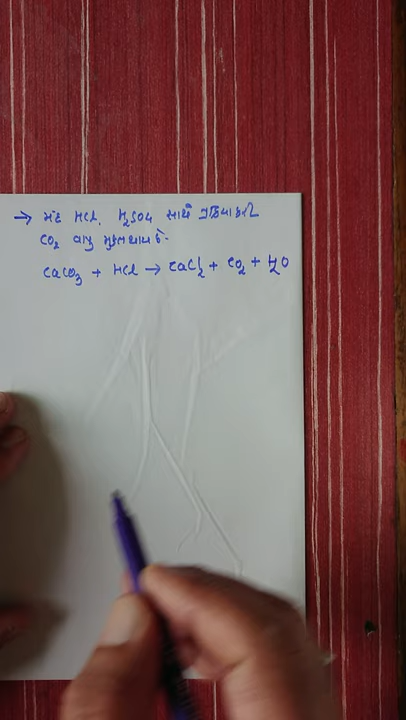 → મંદ HCl, H₂SO₄ સાથે પ્રક્રિયા કરી
CO₂ વાયુ મુક્ત થાય છે.
CaCO₃ + HCl → CaCl₂ + CO₂ + H₂O